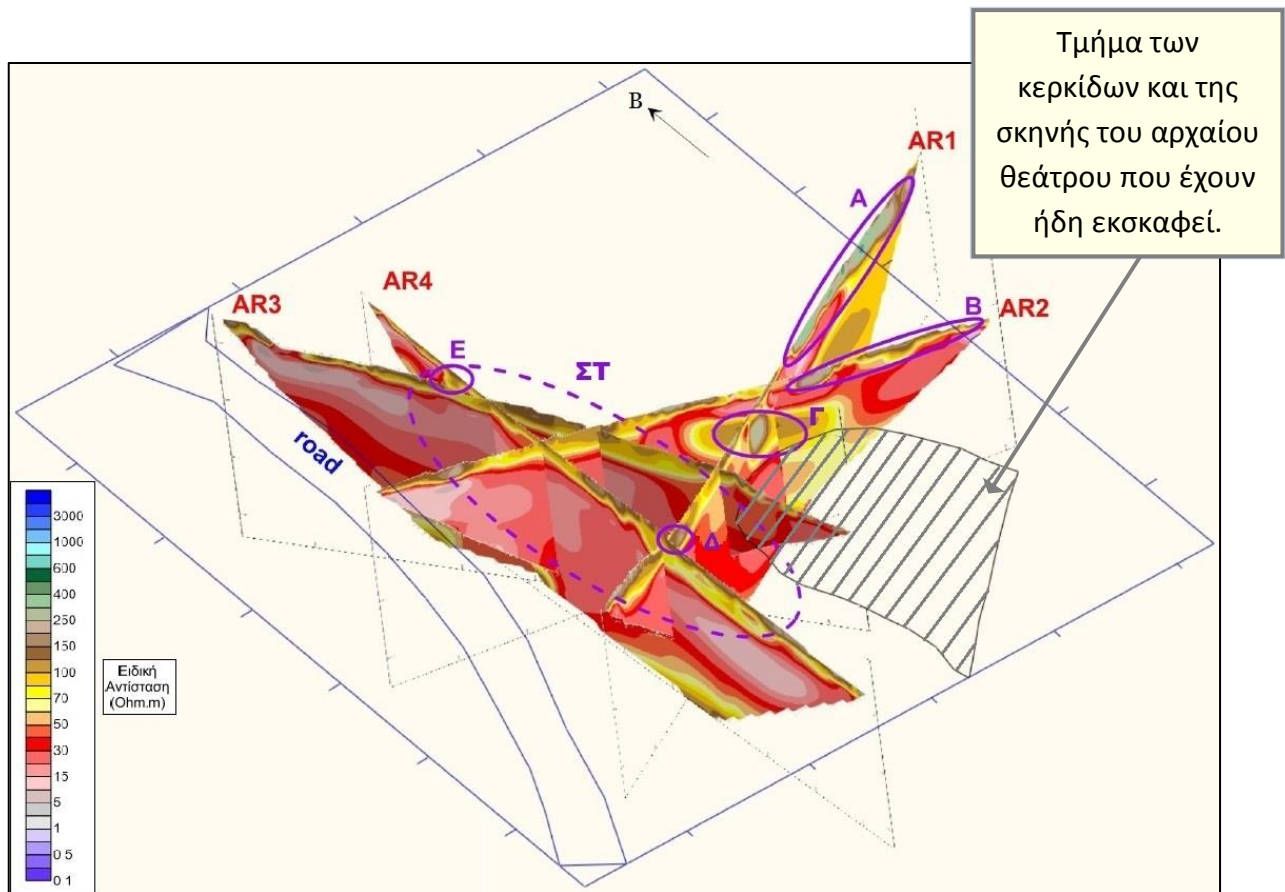 Τμήμα των
κερκίδων και της
σκηνής του αρχαίου
θεάτρου που έχουν
ήδη εκσκαφεί.
B
AR1
A
AR4
AR3
B
AR2
E
ΣΤ
Γ
road
Δ
3000
1000
600
400
250
150
100
70
50
30
15
5
1
0 5
0 1
Ειδική
Αντίσταση
(Ohm.m)